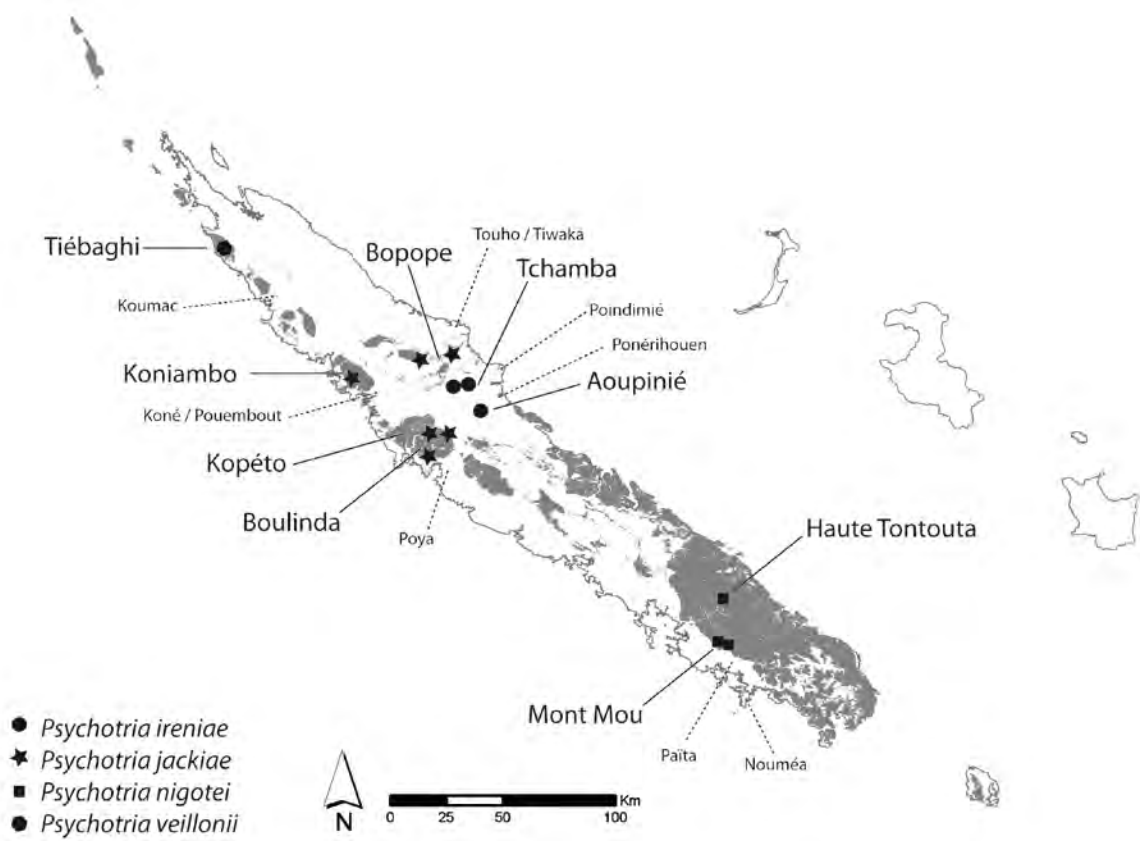 Touho / Tiwaka
Tiébaghi
Bopope
Tchamba
Koumac
Poindimié
Ponérihouen
Koniambo
Aoupinié
Koné / Pouembout
Kopéto
Boulinda
Poya
Haute Tontouta
Mont Mou
Païta
Nouméa
Psychotria ireniae
Psychotria jackiae
Psychotria nigotei
Psychotria veillonii
N
Km
0 25 50 100